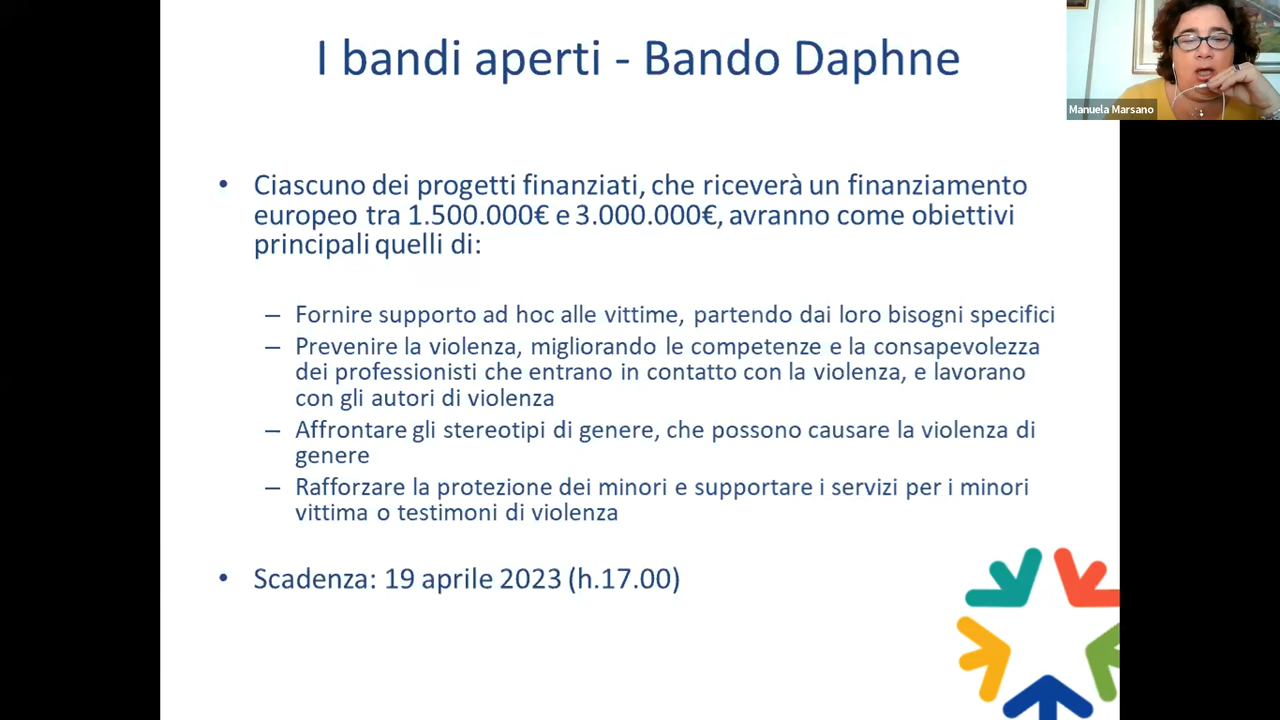 I bandi aperti - Bando Daphne
Manuela Marsano
• Ciascuno dei progetti finanziati, che riceverà un finanziamento
europeo tra 1.500.000€ e 3.000.000€, avranno come obiettivi
principali quelli di:
– Fornire supporto ad hoc alle vittime, partendo dai loro bisogni specifici
– Prevenire la violenza, migliorando le competenze e la consapevolezza
dei professionisti che entrano in contatto con la violenza, e lavorano
con gli autori di violenza
– Affrontare gli stereotipi di genere, che possono causare la violenza di
genere
– Rafforzare la protezione dei minori e supportare i servizi per i minori
vittima o testimoni di violenza
• Scadenza: 19 aprile 2023 (h.17.00)